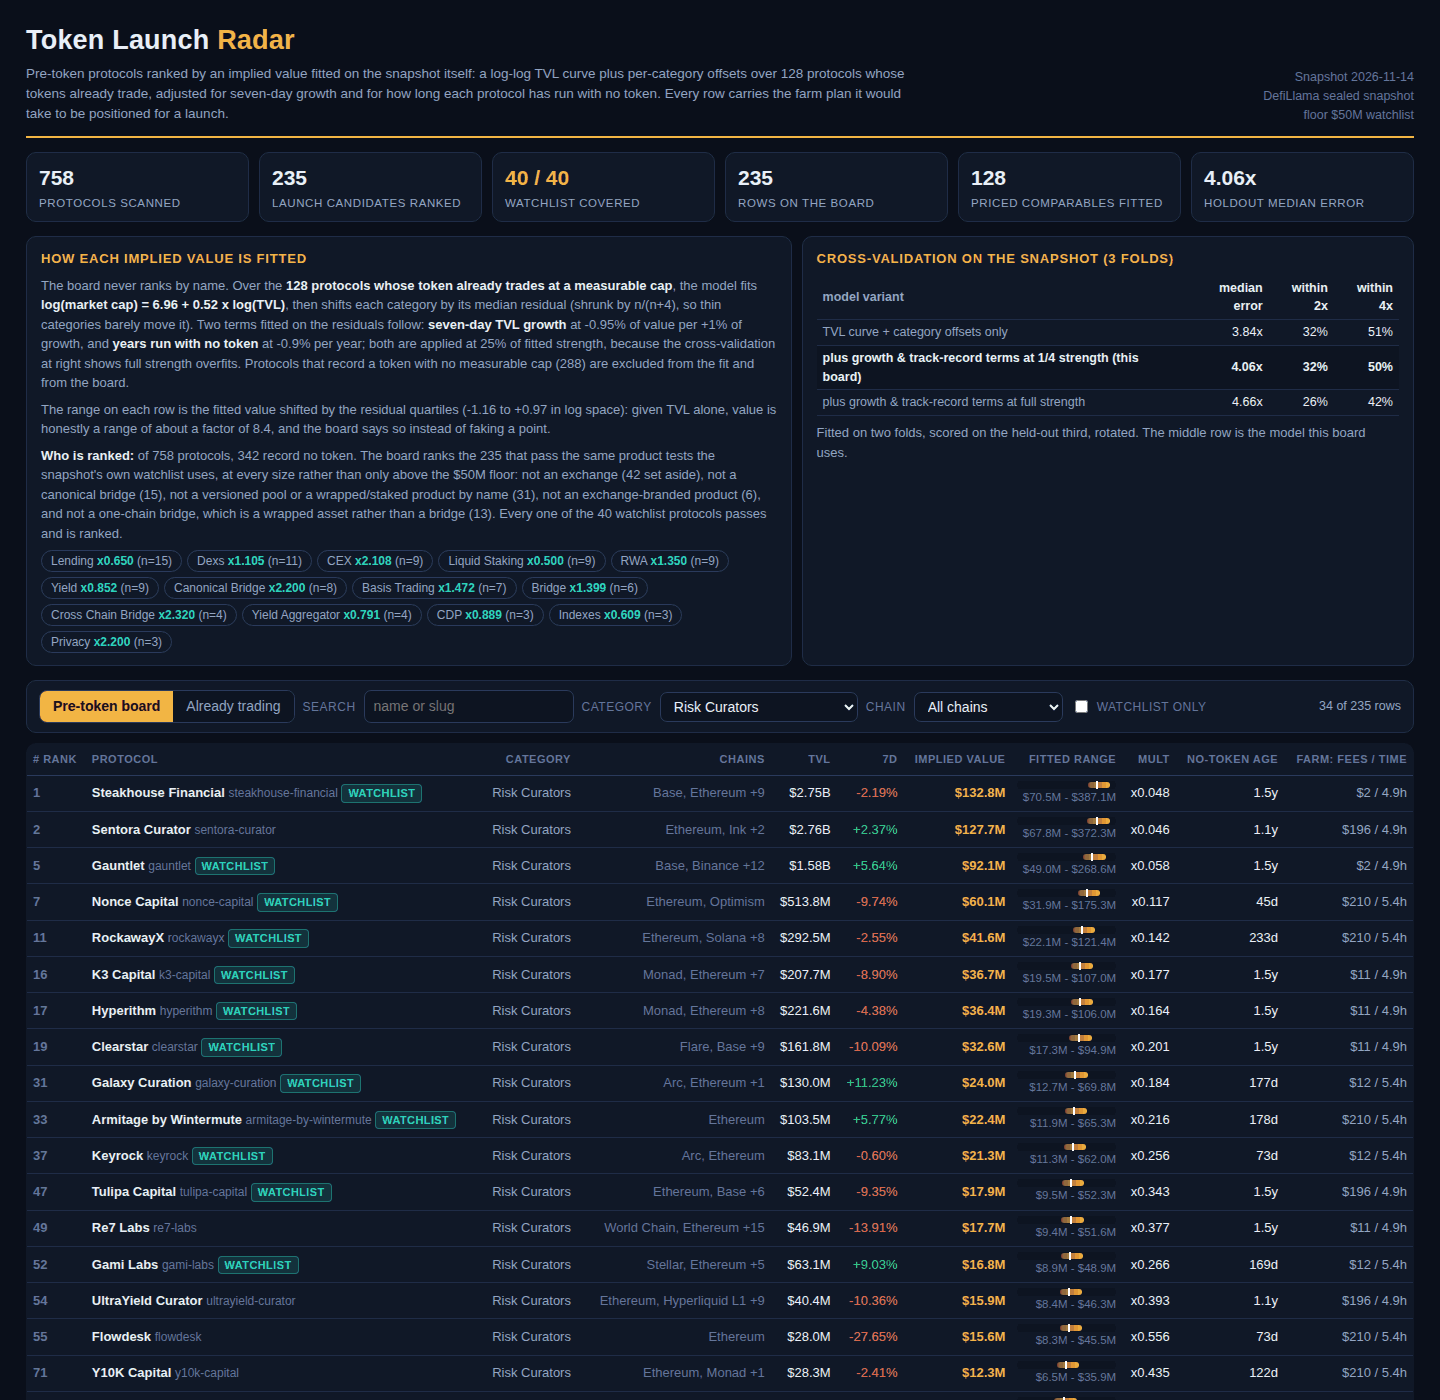 Token Launch Radar
Pre-token protocols ranked by an implied value fitted on the snapshot itself: a log-log TVL curve plus per-category offsets over 128 protocols whose
tokens already trade, adjusted for seven-day growth and for how long each protocol has run with no token. Every row carries the farm plan it would
take to be positioned for a launch.
Snapshot 2026-11-14
DefiLlama sealed snapshot
floor $50M watchlist
758
PROTOCOLS SCANNED
235
LAUNCH CANDIDATES RANKED
40 / 40
WATCHLIST COVERED
235
ROWS ON THE BOARD
128
PRICED COMPARABLES FITTED
4.06x
HOLDOUT MEDIAN ERROR
HOW EACH IMPLIED VALUE IS FITTED
The board never ranks by name. Over the 128 protocols whose token already trades at a measurable cap, the model fits
log(market cap) = 6.96 + 0.52 x log(TVL), then shifts each category by its median residual (shrunk by n/(n+4), so thin
categories barely move it). Two terms fitted on the residuals follow: seven-day TVL growth at -0.95% of value per +1% of
growth, and years run with no token at -0.9% per year; both are applied at 25% of fitted strength, because the cross-validation
at right shows full strength overfits. Protocols that record a token with no measurable cap (288) are excluded from the fit and
from the board.
The range on each row is the fitted value shifted by the residual quartiles (-1.16 to +0.97 in log space): given TVL alone, value is
honestly a range of about a factor of 8.4, and the board says so instead of faking a point.
Who is ranked: of 758 protocols, 342 record no token. The board ranks the 235 that pass the same product tests the
snapshot's own watchlist uses, at every size rather than only above the $50M floor: not an exchange (42 set aside), not a
canonical bridge (15), not a versioned pool or a wrapped/staked product by name (31), not an exchange-branded product (6),
and not a one-chain bridge, which is a wrapped asset rather than a bridge (13). Every one of the 40 watchlist protocols passes
and is ranked.
Lending x0.650 (n=15) Dexs x1.105 (n=11) CEX x2.108 (n=9) Liquid Staking x0.500 (n=9) RWA x1.350 (n=9)
Yield x0.852 (n=9) Canonical Bridge x2.200 (n=8) Basis Trading x1.472 (n=7) Bridge x1.399 (n=6)
Cross Chain Bridge x2.320 (n=4) Yield Aggregator x0.791 (n=4) CDP x0.889 (n=3) Indexes x0.609 (n=3)
Privacy x2.200 (n=3)
CROSS-VALIDATION ON THE SNAPSHOT (3 FOLDS)
model variant median error within 2x within 4x
TVL curve + category offsets only 3.84x 32% 51%
plus growth & track-record terms at 1/4 strength (this board) 4.06x 32% 50%
plus growth & track-record terms at full strength 4.66x 26% 42%
Fitted on two folds, scored on the held-out third, rotated. The middle row is the model this board
uses.
Pre-token board Already trading SEARCH name or slug CATEGORY Risk Curators CHAIN All chains WATCHLIST ONLY 34 of 235 rows
# RANK PROTOCOL CATEGORY CHAINS TVL 7D IMPLIED VALUE FITTED RANGE MULT NO-TOKEN AGE FARM: FEES / TIME
1 Steakhouse Financial steakhouse-financial WATCHLIST Risk Curators Base, Ethereum +9 $2.75B -2.19% $132.8M $70.5M - $387.1M x0.048 1.5y $2 / 4.9h
2 Sentora Curator sentora-curator Risk Curators Ethereum, Ink +2 $2.76B +2.37% $127.7M $67.8M - $372.3M x0.046 1.1y $196 / 4.9h
5 Gauntlet gauntlet WATCHLIST Risk Curators Base, Binance +12 $1.58B +5.64% $92.1M $49.0M - $268.6M x0.058 1.5y $2 / 4.9h
7 Nonce Capital nonce-capital WATCHLIST Risk Curators Ethereum, Optimism $513.8M -9.74% $60.1M $31.9M - $175.3M x0.117 45d $210 / 5.4h
11 RockawayX rockawayx WATCHLIST Risk Curators Ethereum, Solana +8 $292.5M -2.55% $41.6M $22.1M - $121.4M x0.142 233d $210 / 5.4h
16 K3 Capital k3-capital WATCHLIST Risk Curators Monad, Ethereum +7 $207.7M -8.90% $36.7M $19.5M - $107.0M x0.177 1.5y $11 / 4.9h
17 Hyperithm hyperithm WATCHLIST Risk Curators Monad, Ethereum +8 $221.6M -4.38% $36.4M $19.3M - $106.0M x0.164 1.5y $11 / 4.9h
19 Clearstar clearstar WATCHLIST Risk Curators Flare, Base +9 $161.8M -10.09% $32.6M $17.3M - $94.9M x0.201 1.5y $11 / 4.9h
31 Galaxy Curation galaxy-curation WATCHLIST Risk Curators Arc, Ethereum +1 $130.0M +11.23% $24.0M $12.7M - $69.8M x0.184 177d $12 / 5.4h
33 Armitage by Wintermute armitage-by-wintermute WATCHLIST Risk Curators Ethereum $103.5M +5.77% $22.4M $11.9M - $65.3M x0.216 178d $210 / 5.4h
37 Keyrock keyrock WATCHLIST Risk Curators Arc, Ethereum $83.1M -0.60% $21.3M $11.3M - $62.0M x0.256 73d $12 / 5.4h
47 Tulipa Capital tulipa-capital WATCHLIST Risk Curators Ethereum, Base +6 $52.4M -9.35% $17.9M $9.5M - $52.3M x0.343 1.5y $196 / 4.9h
49 Re7 Labs re7-labs Risk Curators World Chain, Ethereum +15 $46.9M -13.91% $17.7M $9.4M - $51.6M x0.377 1.5y $11 / 4.9h
52 Gami Labs gami-labs WATCHLIST Risk Curators Stellar, Ethereum +5 $63.1M +9.03% $16.8M $8.9M - $48.9M x0.266 169d $12 / 5.4h
54 UltraYield Curator ultrayield-curator Risk Curators Ethereum, Hyperliquid L1 +9 $40.4M -10.36% $15.9M $8.4M - $46.3M x0.393 1.1y $196 / 4.9h
55 Flowdesk flowdesk Risk Curators Ethereum $28.0M -27.65% $15.6M $8.3M - $45.5M x0.556 73d $210 / 5.4h
71 Y10K Capital y10k-capital Risk Curators Ethereum, Monad +1 $28.3M -2.41% $12.3M $6.5M - $35.9M x0.435 122d $210 / 5.4h